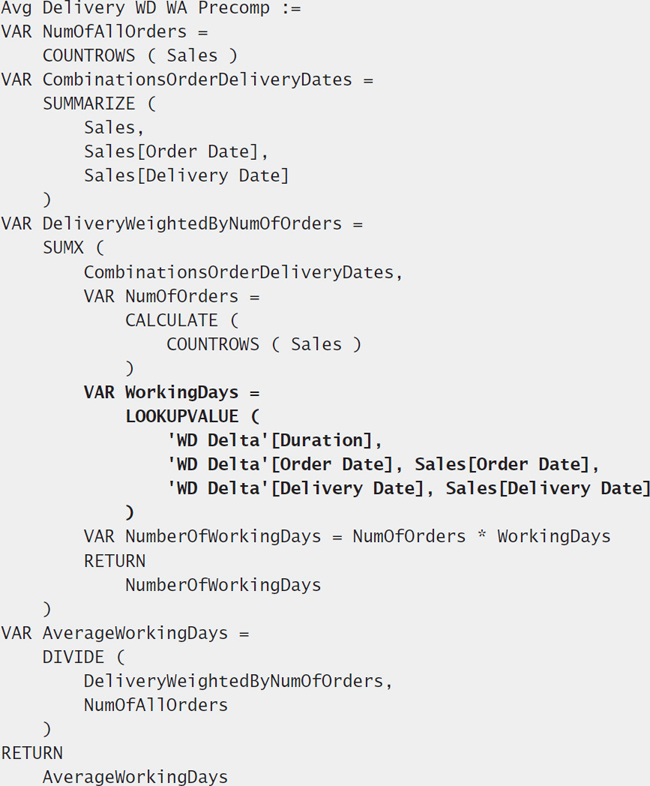 Avg Delivery WD WA Precomp :=
VAR NumOfAllOrders =
    COUNTROWS ( Sales )
VAR CombinationsOrderDeliveryDates =
    SUMMARIZE (
        Sales,
        Sales[Order Date],
        Sales[Delivery Date]
    )
VAR DeliveryWeightedByNumOfOrders =
    SUMX (
        CombinationsOrderDeliveryDates,
        VAR NumOfOrders =
            CALCULATE (
                COUNTROWS ( Sales )
            )
        VAR WorkingDays =
            LOOKUPVALUE (
                'WD Delta'[Duration],
                'WD Delta'[Order Date], Sales[Order Date],
                'WD Delta'[Delivery Date], Sales[Delivery Date]
            )
        VAR NumberOfWorkingDays = NumOfOrders * WorkingDays
        RETURN
            NumberOfWorkingDays
    )
VAR AverageWorkingDays =
    DIVIDE (
        DeliveryWeightedByNumOfOrders,
        NumOfAllOrders
    )
RETURN
    AverageWorkingDays